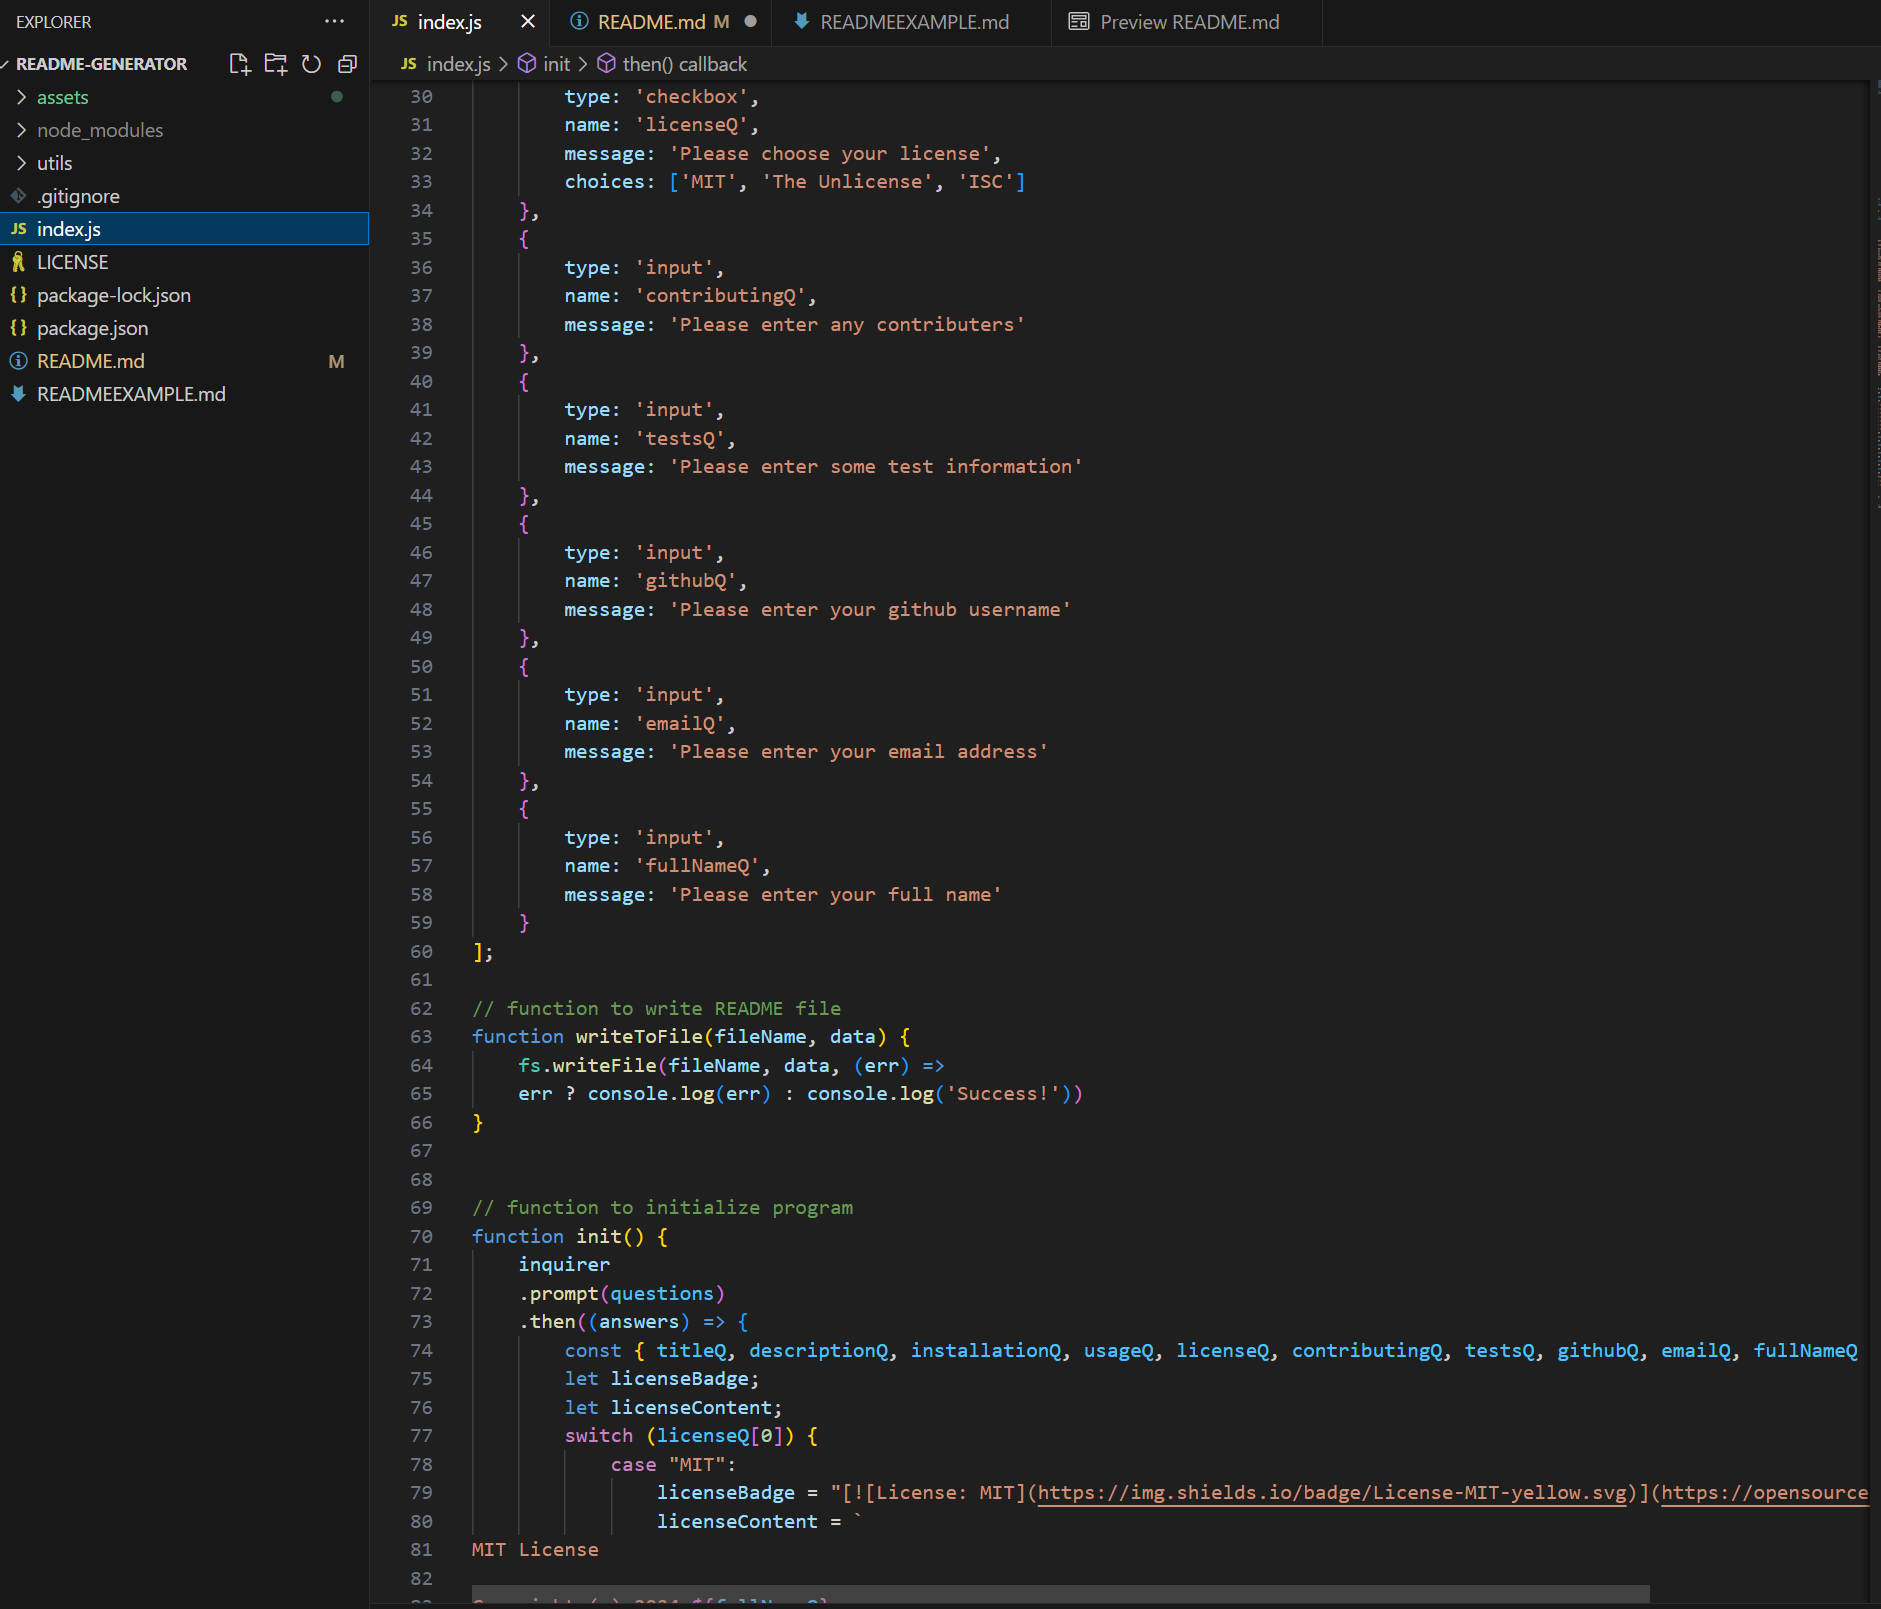 EXPLORER
README-GENERATOR
assets
node_modules
utils
.gitignore
JS index.js
LICENSE
{} package-lock.json
{} package.json
README.md M
READMEEXAMPLE.md
JS index.js
README.md M
READMEEXAMPLE.md
Preview README.md
JS index.js > init > then() callback
30 type: 'checkbox',
31 name: 'licenseQ',
32 message: 'Please choose your license',
33 choices: ['MIT', 'The Unlicense', 'ISC']
34 },
35 {
36 type: 'input',
37 name: 'contributingQ',
38 message: 'Please enter any contributers'
39 },
40 {
41 type: 'input',
42 name: 'testsQ',
43 message: 'Please enter some test information'
44 },
45 {
46 type: 'input',
47 name: 'githubQ',
48 message: 'Please enter your github username'
49 },
50 {
51 type: 'input',
52 name: 'emailQ',
53 message: 'Please enter your email address'
54 },
55 {
56 type: 'input',
57 name: 'fullNameQ',
58 message: 'Please enter your full name'
59 }
60 ];
61
62 // function to write README file
63 function writeToFile(fileName, data) {
64 fs.writeFile(fileName, data, (err) =>
65 err ? console.log(err) : console.log('Success!'))
66 }
67
68
69 // function to initialize program
70 function init() {
71 inquirer
72 .prompt(questions)
73 .then((answers) => {
74 const { titleQ, descriptionQ, installationQ, usageQ, licenseQ, contributingQ, testsQ, githubQ, emailQ, fullNameQ
75 let licenseBadge;
76 let licenseContent;
77 switch (licenseQ[0]) {
78 case "MIT":
79 licenseBadge = "[![License: MIT](https://img.shields.io/badge/License-MIT-yellow.svg)](https://opensource
80 licenseContent = `
81 MIT License
82